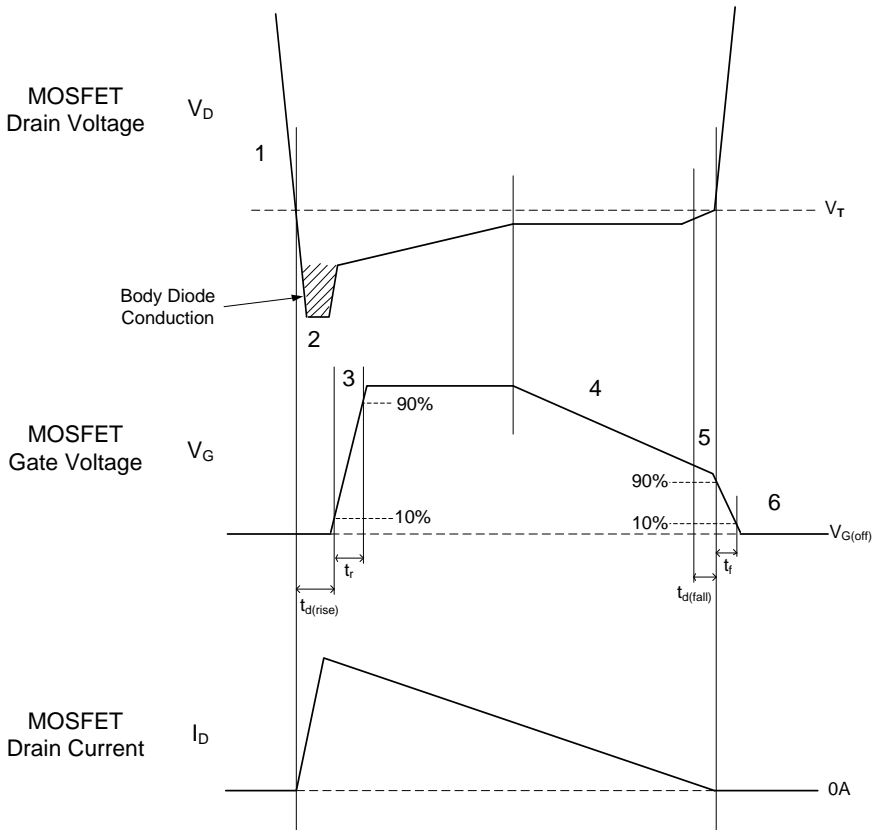 MOSFET
Drain Voltage
V_D
1
V_T
Body Diode
Conduction
2
3
4
90%
MOSFET
Gate Voltage
V_G
5
90%
6
10%
10%
V_G(off)
t_r
t_f
t_d(rise)
t_d(fall)
MOSFET
Drain Current
I_D
0A